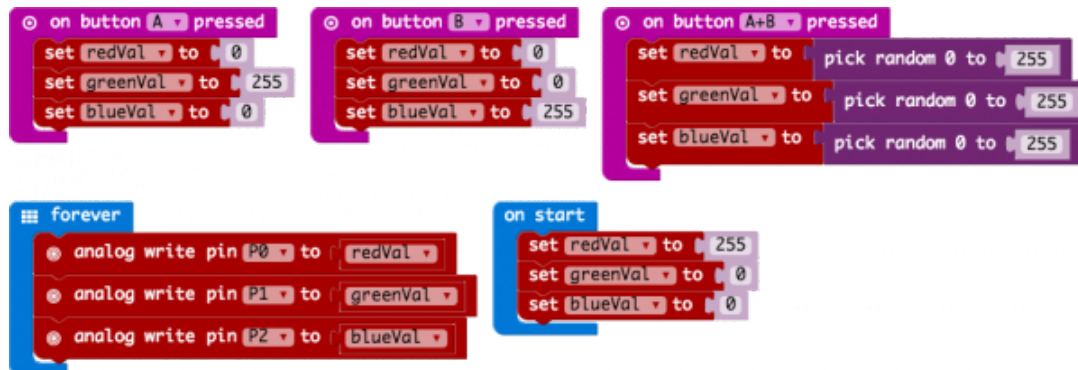 on button A pressed
set redVal to 0
set greenVal to 255
set blueVal to 0
on button B pressed
set redVal to 0
set greenVal to 0
set blueVal to 255
on button A+B pressed
set redVal to pick random 0 to 255
set greenVal to pick random 0 to 255
set blueVal to pick random 0 to 255
forever
analog write pin P0 to redVal
analog write pin P1 to greenVal
analog write pin P2 to blueVal
on start
set redVal to 255
set greenVal to 0
set blueVal to 0